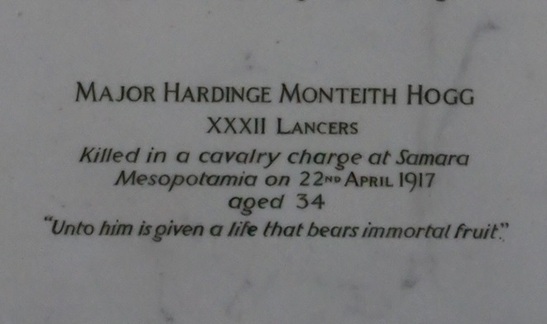 MAJOR HARDINGE MONTEITH HOGG
XXXII LANCERS
Killed in a cavalry charge at Samara
Mesopotamia on 22ND APRIL 1917
aged 34
"Unto him is given a life that bears immortal fruit."